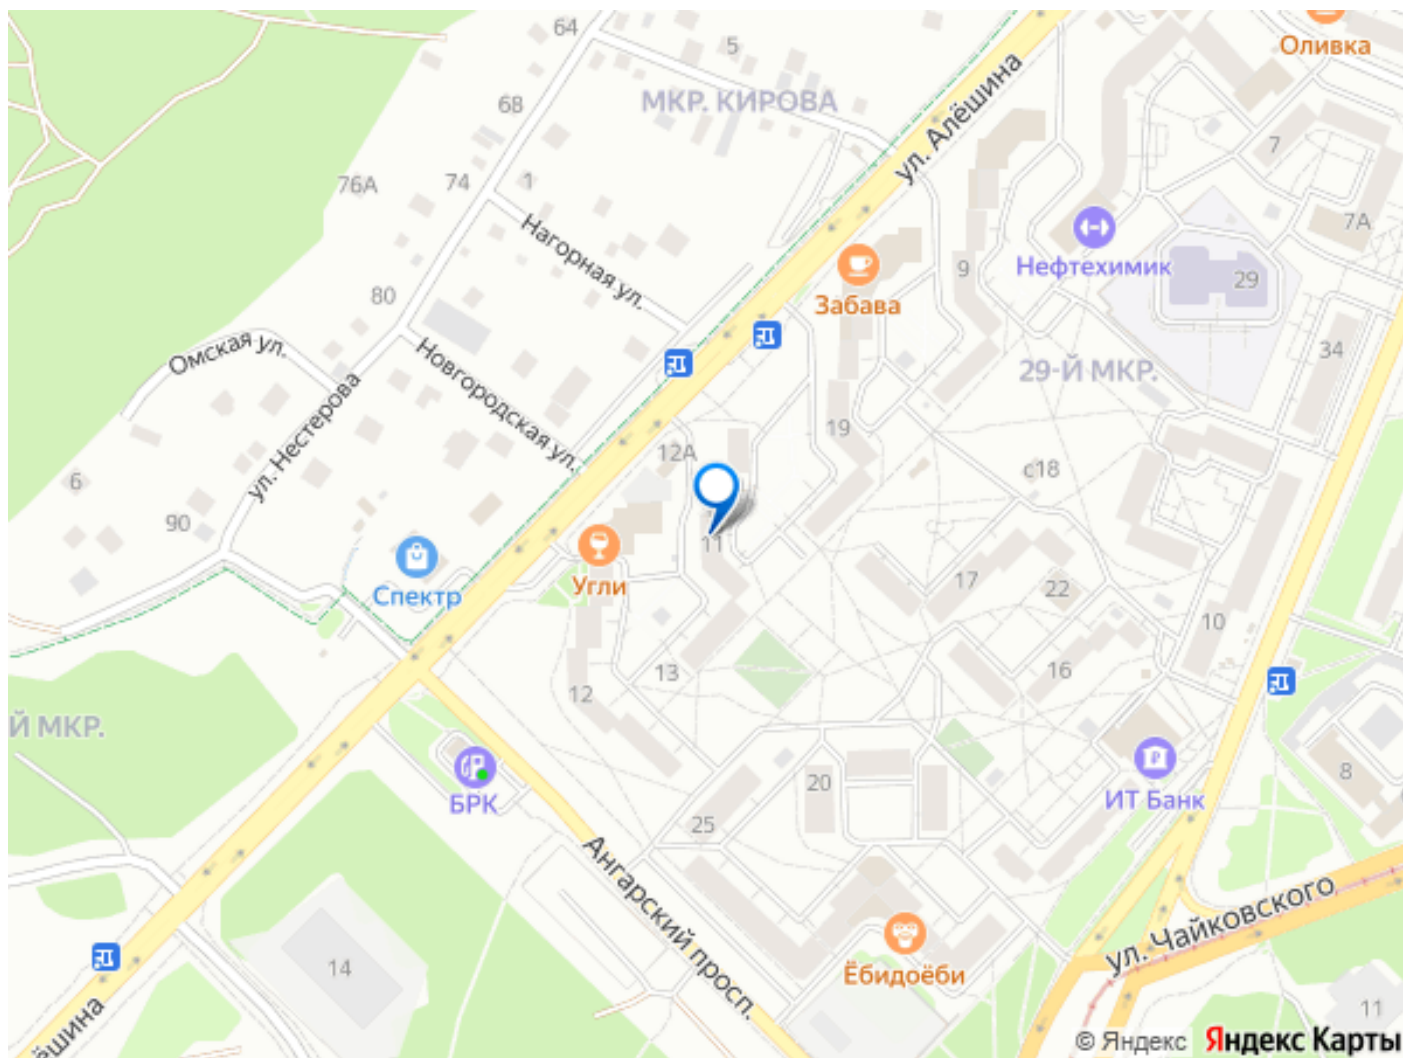 64
5
Оливка
МКР. КИРОВА
68
ул. Алёшина
7
76А
74
1
7А
Нагорная ул.
Нефтехимик
9
29
80
Забава
Омская ул.
Новгородская ул.
34
29-Й МКР.
ул. Нестерова
19
12А
6
с18
90
11
Спектр
Угли
17
22
10
13
16
12
Й МКР.
БРК
20
ИТ Банк
8
25
Ангарский просп.
ул. Чайковского
14
Ёбидоёби
11
ёшина
© Яндекс Яндекс Карты